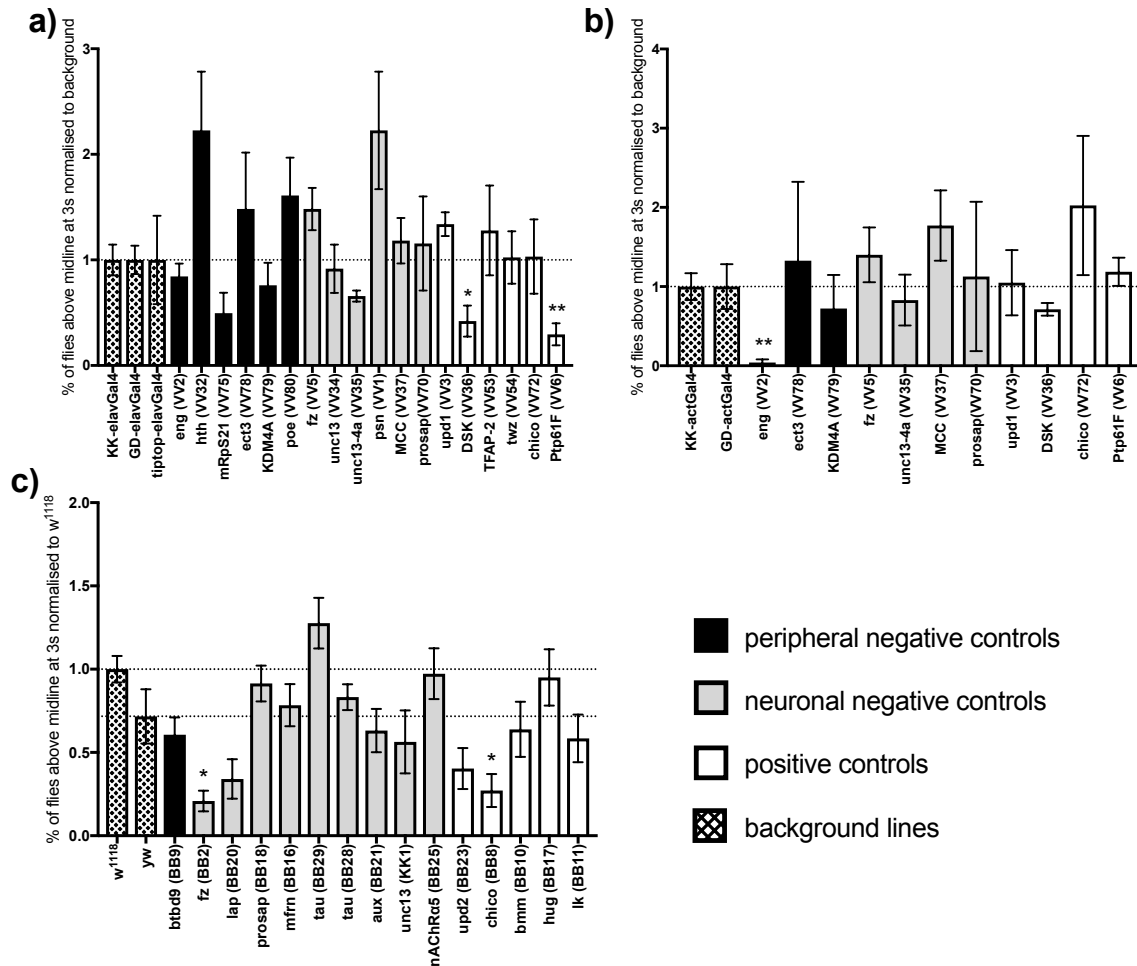 a)
% of flies above midline at 3s normalised to background
3
2
1
0
*
**
KK-elavGal4
GD-elavGal4
tiptop-elavGal4
eng (VV2)
hth (VV32)
mRpS21 (VV75)
ect3 (VV78)
KDM4A (VV79)
poe (VV80)
fz (VV5)
unc13 (VV34)
unc13-4a (VV35)
psn (VV1)
MCC (VV37)
prosap(VV70)
upd1 (VV3)
DSK (VV36)
TFAP-2 (VV53)
twz (VV54)
chico (VV72)
Ptp61F (VV6)
b)
% of flies above midline at 3s normalised to background
4
3
2
1
0
**
KK-actGal4
GD-actGal4
eng (VV2)
ect3 (VV78)
KDM4A (VV79)
fz (VV5)
unc13-4a (VV35)
MCC (VV37)
prosap(VV70)
upd1 (VV3)
DSK (VV36)
chico (VV72)
Ptp61F (VV6)
c)
% of flies above midline at 3s normalised to w¹¹¹⁸
2.0
1.5
1.0
0.5
0.0
*
*
w¹¹¹⁸
yw
btbd9 (BB9)
fz (BB2)
lap (BB20)
prosap (BB18)
mfrn (BB16)
tau (BB29)
tau (BB28)
aux (BB21)
unc13 (KK1)
nAChRα5 (BB25)
upd2 (BB23)
chico (BB8)
bmm (BB10)
hug (BB17)
lk (BB11)
peripheral negative controls
neuronal negative controls
positive controls
background lines